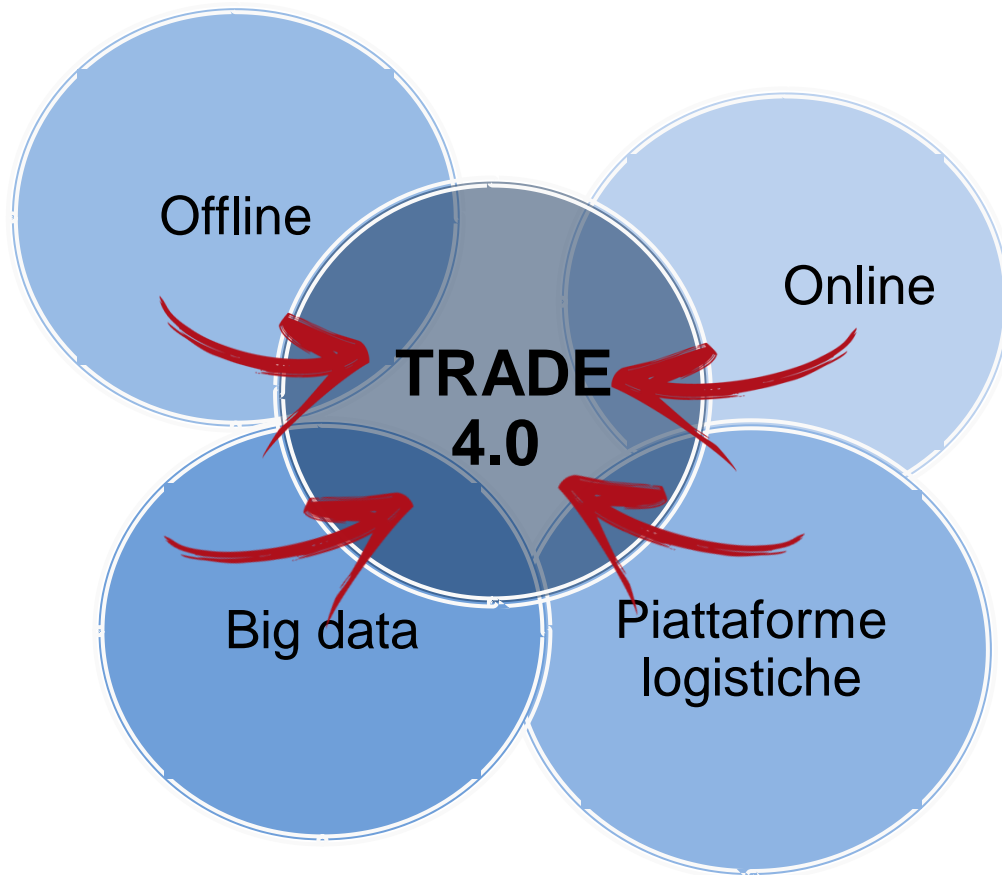 Offline
Online
TRADE
4.0
Big data
Piattaforme
logistiche